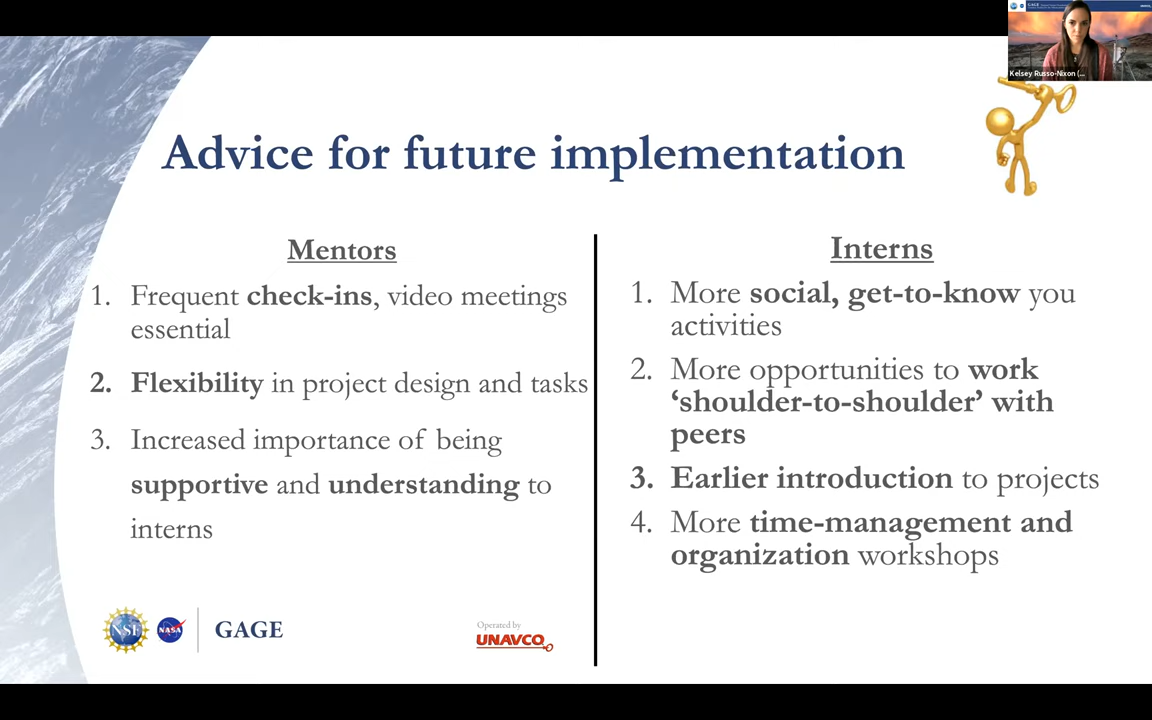 GAGE
Kelsey Russo-Nixon (...
Advice for future implementation
Mentors
1. Frequent check-ins, video meetings
essential
2. Flexibility in project design and tasks
3. Increased importance of being
supportive and understanding to
interns
Interns
1. More social, get-to-know you
activities
2. More opportunities to work
‘shoulder-to-shoulder’ with
peers
3. Earlier introduction to projects
4. More time-management and
organization workshops
NSF
NASA
GAGE
Operated by
UNAVCO